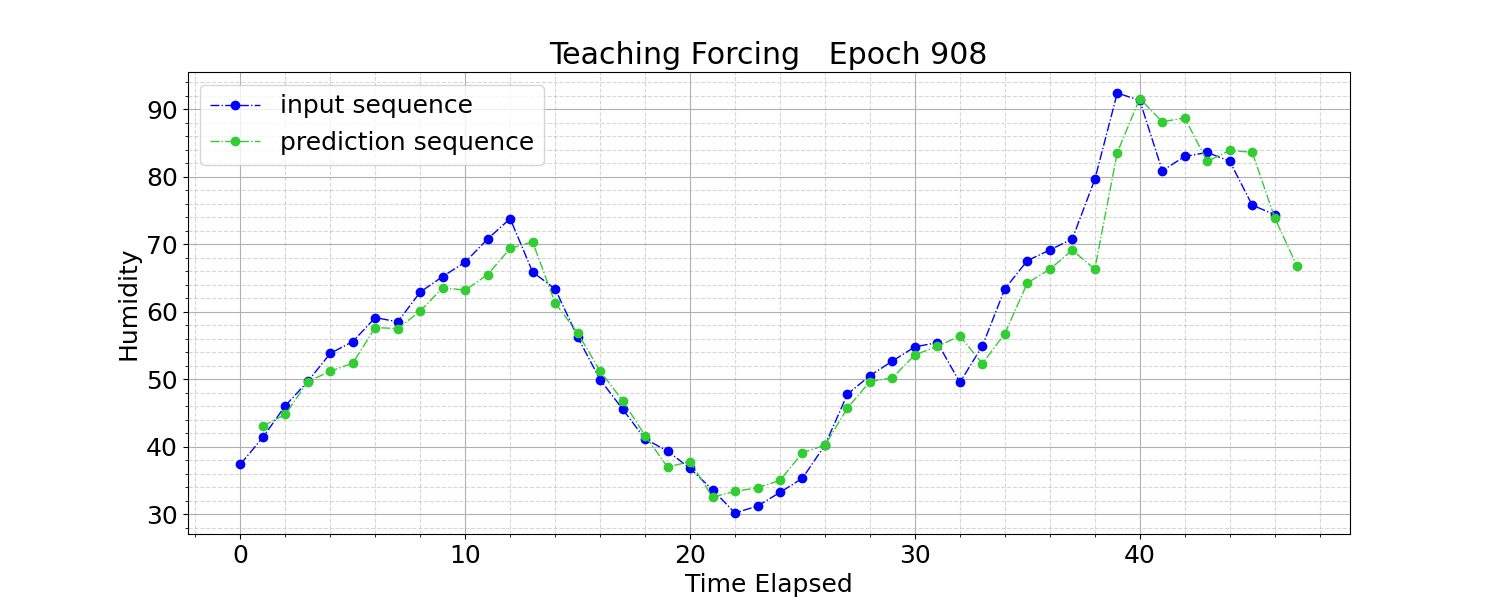 Teaching Forcing   Epoch 908
input sequence
prediction sequence
Humidity
90
80
70
60
50
40
30
0 10 20 30 40
Time Elapsed